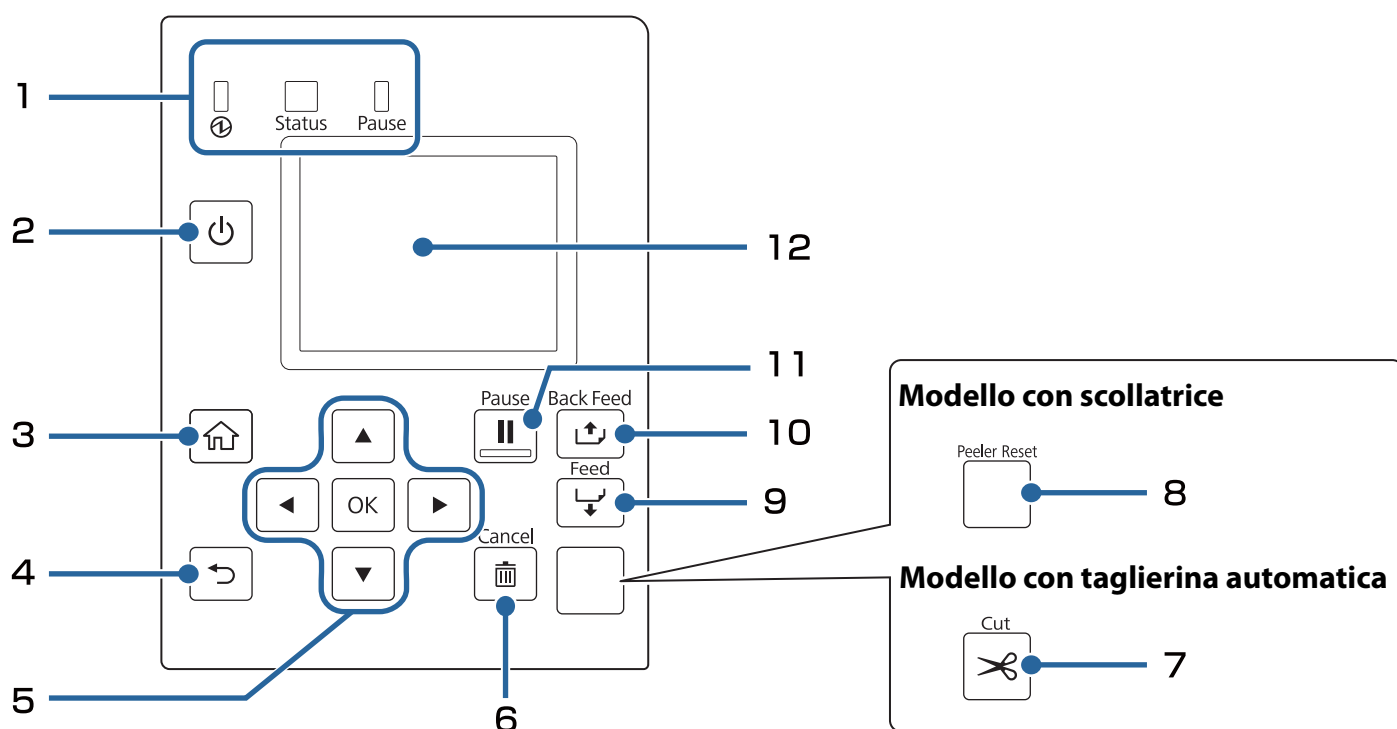 1
Status Pause
2
12
11
Pause Back Feed
3
10
Feed
OK
9
Cancel
4
5
6
Modello con scollatrice
Peeler Reset
8
Modello con taglierina automatica
Cut
7